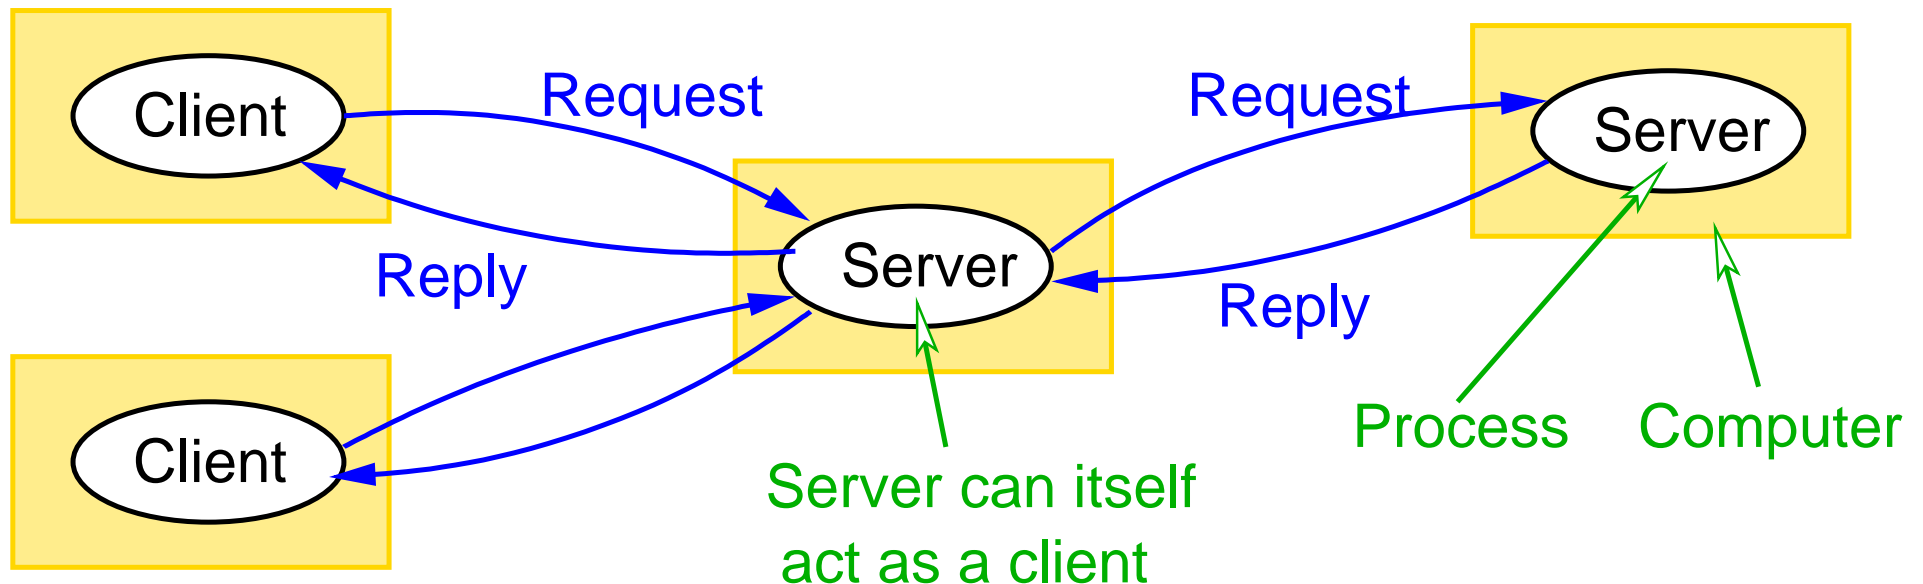 Client
Request
Request
Server
Server
Reply
Reply
Client
Process
Computer
Server can itself
act as a client